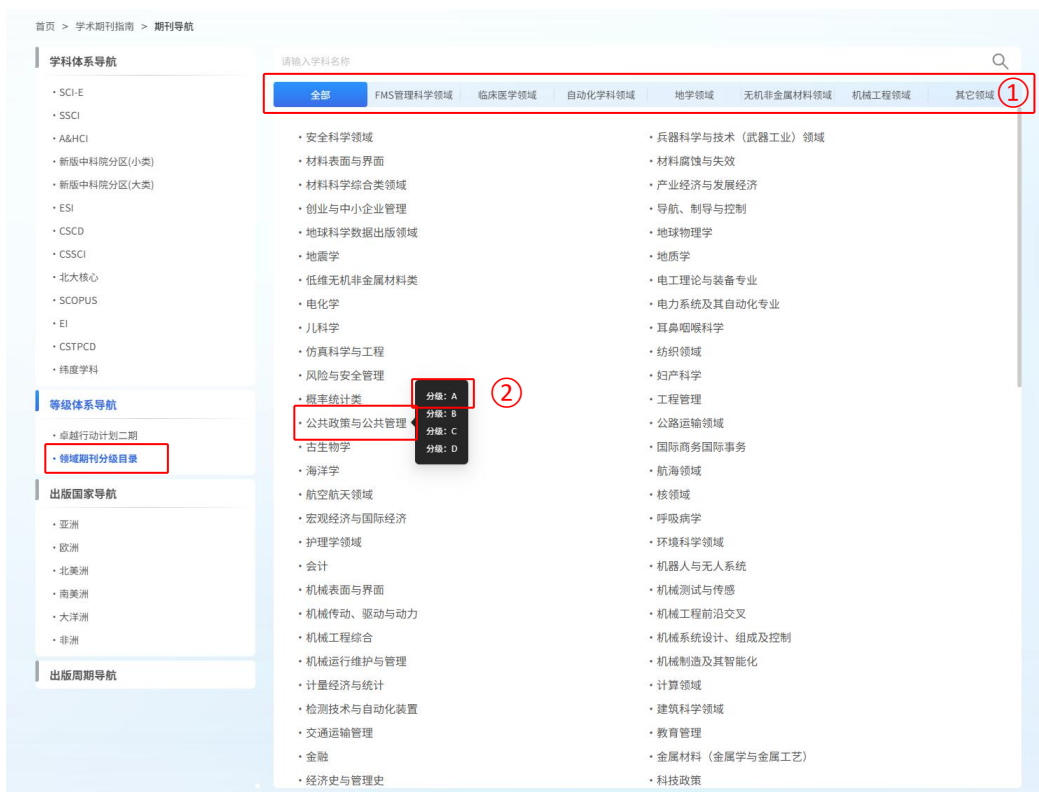 首页 > 学术期刊指南 > 期刊导航
学科体系导航
· SCI-E
· SSCI
· A&HCI
· 新版中科院分区(小类)
· 新版中科院分区(大类)
· ESI
· CSCD
· CSSCI
· 北大核心
· SCOPUS
· EI
· CSTPCD
· 纬度学科
等级体系导航
· 卓越行动计划二期
· 领域期刊分级目录
出版国家导航
· 亚洲
· 欧洲
· 北美洲
· 南美洲
· 大洋洲
· 非洲
出版周期导航
请输入学科名称
全部 FMS管理科学领域 临床医学领域 自动化学科领域 地学领域 无机非金属材料领域 机械工程领域 其它领域 ①
· 安全科学领域 · 兵器科学与技术（武器工业）领域
· 材料表面与界面 · 材料腐蚀与失效
· 材料科学综合类领域 · 产业经济与发展经济
· 创业与中小企业管理 · 导航、制导与控制
· 地球科学数据出版领域 · 地球物理学
· 地震学 · 地质学
· 低维无机非金属材料类 · 电工理论与装备专业
· 电化学 · 电力系统及其自动化专业
· 儿科学 · 耳鼻咽喉科学
· 仿真科学与工程 · 纺织领域
· 风险与安全管理 · 妇产科学
· 概率统计类 · 工程管理
· 公共政策与公共管理 · 公路运输领域
分级：A
分级：B
分级：C
分级：D
②
· 古生物学 · 国际商务国际事务
· 海洋学 · 航海领域
· 航空航天领域 · 核领域
· 宏观经济与国际经济 · 呼吸病学
· 护理学领域 · 环境科学领域
· 会计 · 机器人与无人系统
· 机械表面与界面 · 机械测试与传感
· 机械传动、驱动与动力 · 机械工程前沿交叉
· 机械工程综合 · 机械系统设计、组成及控制
· 机械运行维护与管理 · 机械制造及其智能化
· 计量经济与统计 · 计算领域
· 检测技术与自动化装置 · 建筑科学领域
· 交通运输管理 · 教育管理
· 金融 · 金属材料（金属学与金属工艺）
· 经济史与管理史 · 科技政策